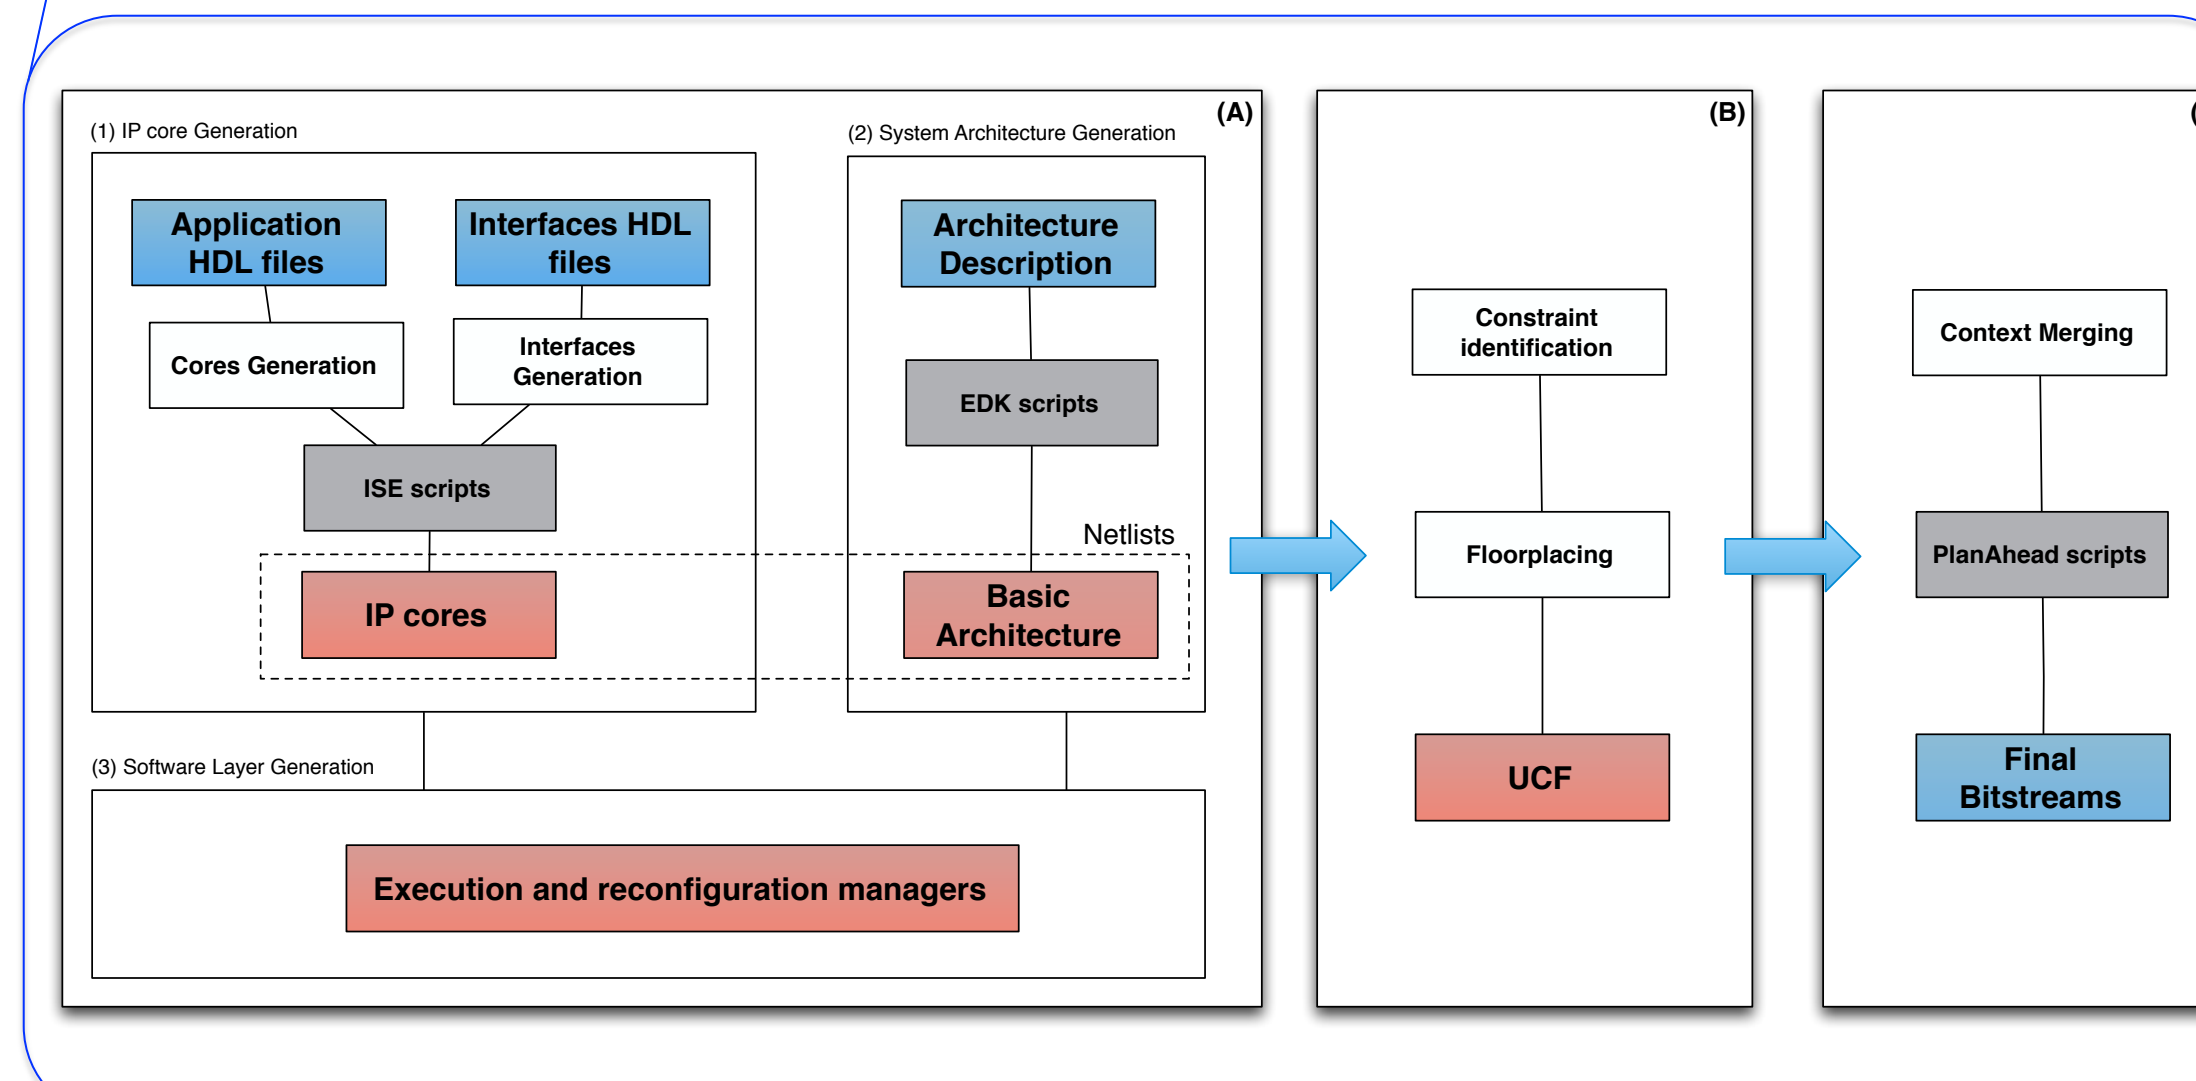 (A)
(1) IP core Generation
(2) System Architecture Generation
Application
HDL files
Interfaces HDL
files
Architecture
Description
Cores Generation
Interfaces
Generation
EDK scripts
ISE scripts
Netlists
IP cores
Basic
Architecture
(3) Software Layer Generation
Execution and reconfiguration managers
(B)
Constraint
identification
Floorplacing
UCF
Context Merging
PlanAhead scripts
Final
Bitstreams